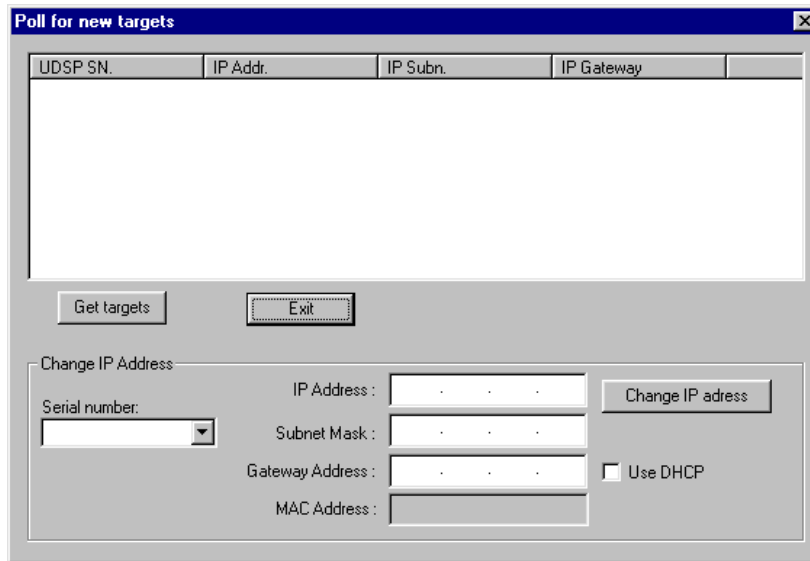 Poll for new targets
UDSP SN. IP Addr. IP Subn. IP Gateway
Get targets Exit
Change IP Address
IP Address : . . . Change IP adress
Serial number:
Subnet Mask : . . .
Gateway Address : . . . Use DHCP
MAC Address :